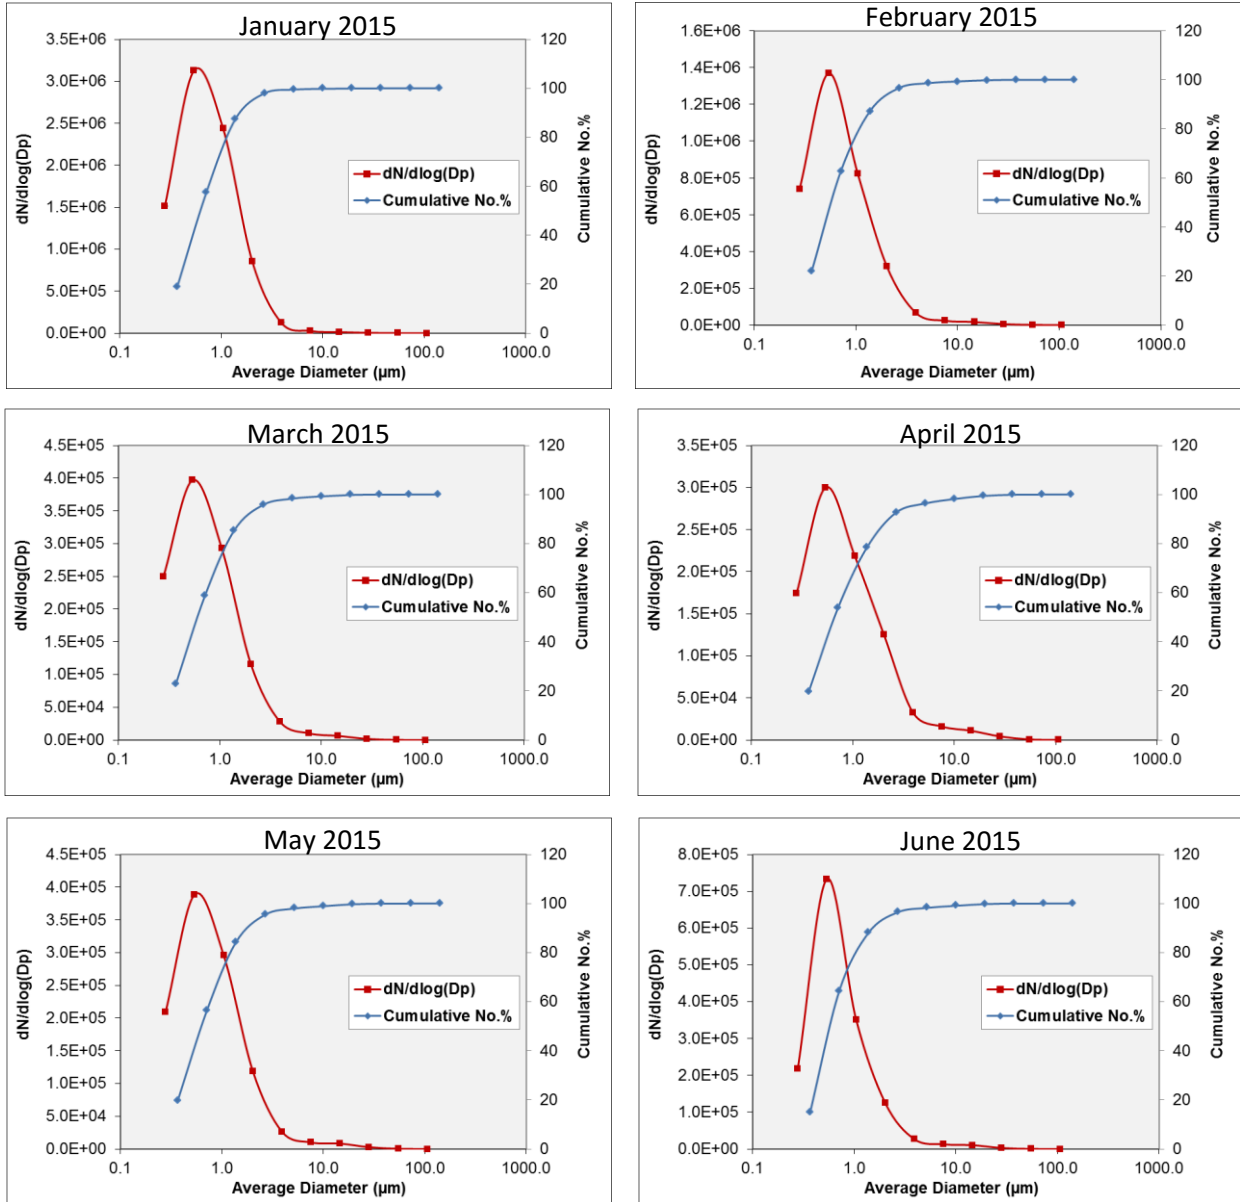 January 2015
3.5E+06
3.0E+06
2.5E+06
2.0E+06
1.5E+06
1.0E+06
5.0E+05
0.0E+00
dN/dlog(Dp)
120
100
80
60
40
20
0
Cumulative No.%
dN/dlog(Dp)
Cumulative No.%
0.1 1.0 10.0 100.0 1000.0
Average Diameter (µm)
February 2015
1.6E+06
1.4E+06
1.2E+06
1.0E+06
8.0E+05
6.0E+05
4.0E+05
2.0E+05
0.0E+00
dN/dlog(Dp)
120
100
80
60
40
20
0
Cumulative No.%
dN/dlog(Dp)
Cumulative No.%
0.1 1.0 10.0 100.0 1000.0
Average Diameter (µm)
March 2015
4.5E+05
4.0E+05
3.5E+05
3.0E+05
2.5E+05
2.0E+05
1.5E+05
1.0E+05
5.0E+04
0.0E+00
dN/dlog(Dp)
120
100
80
60
40
20
0
Cumulative No.%
dN/dlog(Dp)
Cumulative No.%
0.1 1.0 10.0 100.0 1000.0
Average Diameter (µm)
April 2015
3.5E+05
3.0E+05
2.5E+05
2.0E+05
1.5E+05
1.0E+05
5.0E+04
0.0E+00
dN/dlog(Dp)
120
100
80
60
40
20
0
Cumulative No.%
dN/dlog(Dp)
Cumulative No.%
0.1 1.0 10.0 100.0 1000.0
Average Diameter (µm)
May 2015
4.5E+05
4.0E+05
3.5E+05
3.0E+05
2.5E+05
2.0E+05
1.5E+05
1.0E+05
5.0E+04
0.0E+00
dN/dlog(Dp)
120
100
80
60
40
20
0
Cumulative No.%
dN/dlog(Dp)
Cumulative No.%
0.1 1.0 10.0 100.0 1000.0
Average Diameter (µm)
June 2015
8.0E+05
7.0E+05
6.0E+05
5.0E+05
4.0E+05
3.0E+05
2.0E+05
1.0E+05
0.0E+00
dN/dlog(Dp)
120
100
80
60
40
20
0
Cumulative No.%
dN/dlog(Dp)
Cumulative No.%
0.1 1.0 10.0 100.0 1000.0
Average Diameter (µm)